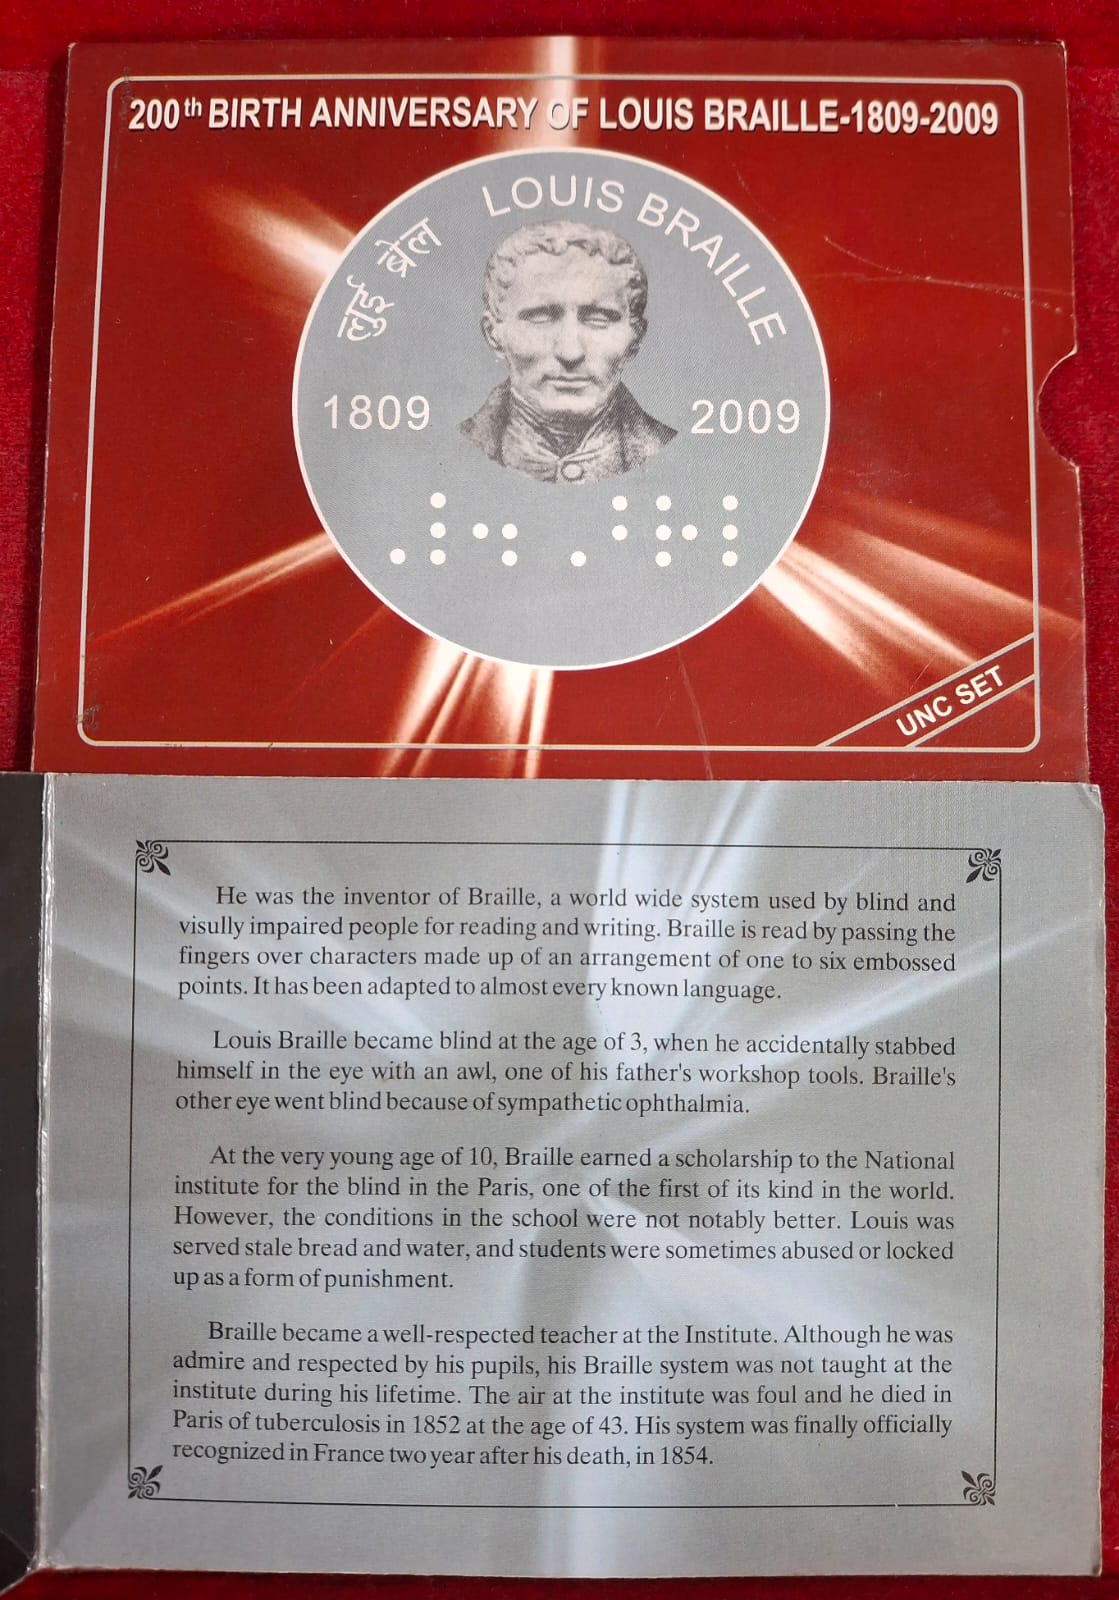 200th BIRTH ANNIVERSARY OF LOUIS BRAILLE-1809-2009
लुई ब्रेल LOUIS BRAILLE
1809 2009
UNC SET
He was the inventor of Braille, a world wide system used by blind and
visully impaired people for reading and writing. Braille is read by passing the
fingers over characters made up of an arrangement of one to six embossed
points. It has been adapted to almost every known language.
Louis Braille became blind at the age of 3, when he accidentally stabbed
himself in the eye with an awl, one of his father's workshop tools. Braille's
other eye went blind because of sympathetic ophthalmia.
At the very young age of 10, Braille earned a scholarship to the National
institute for the blind in the Paris, one of the first of its kind in the world.
However, the conditions in the school were not notably better. Louis was
served stale bread and water, and students were sometimes abused or locked
up as a form of punishment.
Braille became a well-respected teacher at the Institute. Although he was
admire and respected by his pupils, his Braille system was not taught at the
institute during his lifetime. The air at the institute was foul and he died in
Paris of tuberculosis in 1852 at the age of 43. His system was finally officially
recognized in France two year after his death, in 1854.